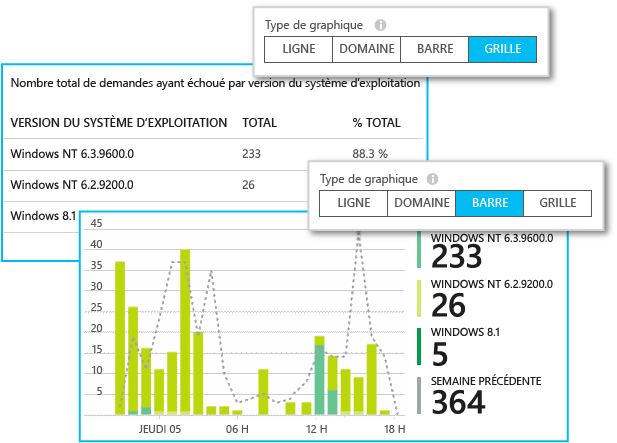 Type de graphique
LIGNE DOMAINE BARRE GRILLE
Nombre total de demandes ayant échoué par version du système d'exploitation
VERSION DU SYSTÈME D'EXPLOITATION TOTAL % TOTAL
Windows NT 6.3.9600.0 233 88.3 %
Windows NT 6.2.9200.0 26
Windows 8.1
Type de graphique
LIGNE DOMAINE BARRE GRILLE
45
40
35
30
25
20
15
10
5
JEUDI 05 06 H 12 H 18 H
WINDOWS NT 6.3.9600.0
233
WINDOWS NT 6.2.9200.0
26
WINDOWS 8.1
5
SEMAINE PRÉCÉDENTE
364